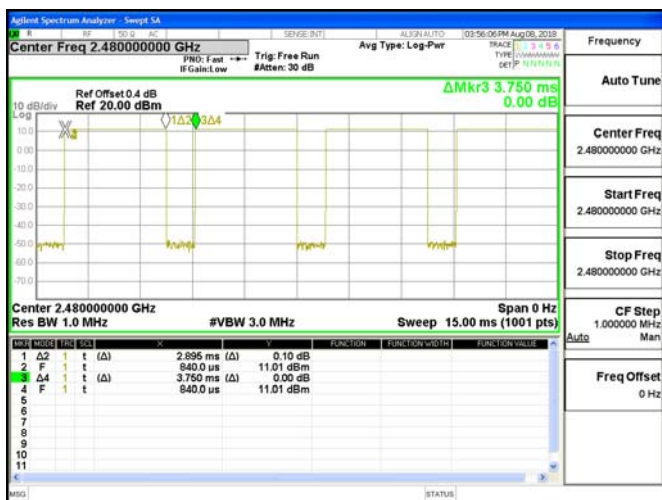 Agilent Spectrum Analyzer - Swept SA
R RF 50 Ω AC SENSE:INT ALIGN AUTO 03:56:06 PM Aug 08, 2018
Center Freq 2.480000000 GHz
PNO: Fast
IFGain:Low
Trig: Free Run
#Atten: 30 dB
Avg Type: Log-Pwr
TRACE 1 2 3 4 5 6
TYPE
DET P N N N N N
ΔMkr3 3.750 ms
0.00 dB
Ref Offset 0.4 dB
10 dB/div Ref 20.00 dBm
Log
10.0
0.00
-10.0
-20.0
-30.0
-40.0
-50.0
-60.0
-70.0
1Δ2 3Δ4
Center 2.480000000 GHz Span 0 Hz
Res BW 1.0 MHz #VBW 3.0 MHz Sweep 15.00 ms (1001 pts)
MKR MODE TRC SCL X Y FUNCTION FUNCTION WIDTH FUNCTION VALUE
1 Δ2 1 t (Δ) 2.895 ms (Δ) 0.10 dB
2 F 1 t 840.0 µs 11.01 dBm
3 Δ4 1 t (Δ) 3.750 ms (Δ) 0.00 dB
4 F 1 t 840.0 µs 11.01 dBm
5
6
7
8
9
10
11
MSG STATUS
Frequency
Auto Tune
Center Freq
2.480000000 GHz
Start Freq
2.480000000 GHz
Stop Freq
2.480000000 GHz
CF Step
1.000000 MHz
Auto Man
Freq Offset
0 Hz